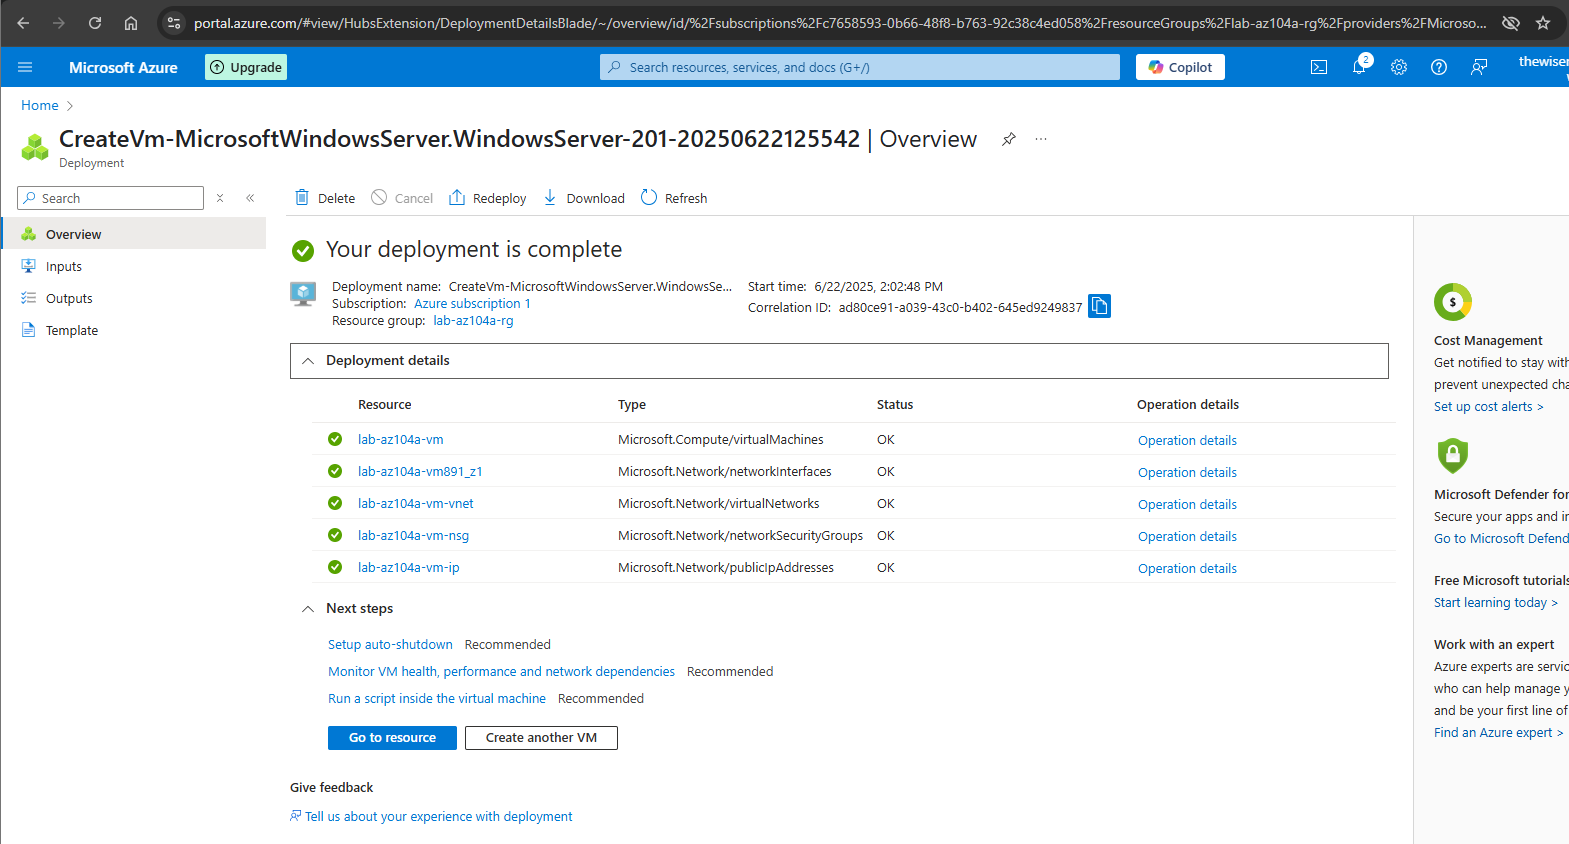 portal.azure.com/#view/HubsExtension/DeploymentDetailsBlade/~/overview/id/%2Fsubscriptions%2Fc7658593-0b66-48f8-b763-92c38c4ed058%2FresourceGroups%2Flab-az104a-rg%2Fproviders%2FMicroso...
Microsoft Azure
Upgrade
Search resources, services, and docs (G+/)
Copilot
2
thewiser
Home
CreateVm-MicrosoftWindowsServer.WindowsServer-201-20250622125542 | Overview
Deployment
Search
Delete
Cancel
Redeploy
Download
Refresh
Overview
Inputs
Outputs
Template
Your deployment is complete
Deployment name: CreateVm-MicrosoftWindowsServer.WindowsSe...
Subscription: Azure subscription 1
Resource group: lab-az104a-rg
Start time: 6/22/2025, 2:02:48 PM
Correlation ID: ad80ce91-a039-43c0-b402-645ed9249837
Deployment details
Resource Type Status Operation details
lab-az104a-vm Microsoft.Compute/virtualMachines OK Operation details
lab-az104a-vm891_z1 Microsoft.Network/networkInterfaces OK Operation details
lab-az104a-vm-vnet Microsoft.Network/virtualNetworks OK Operation details
lab-az104a-vm-nsg Microsoft.Network/networkSecurityGroups OK Operation details
lab-az104a-vm-ip Microsoft.Network/publicIpAddresses OK Operation details
Next steps
Setup auto-shutdown Recommended
Monitor VM health, performance and network dependencies Recommended
Run a script inside the virtual machine Recommended
Go to resource
Create another VM
Give feedback
Tell us about your experience with deployment
$
Cost Management
Get notified to stay with
prevent unexpected cha
Set up cost alerts >
Microsoft Defender for
Secure your apps and in
Go to Microsoft Defend
Free Microsoft tutorials
Start learning today >
Work with an expert
Azure experts are servic
who can help manage y
and be your first line of
Find an Azure expert >